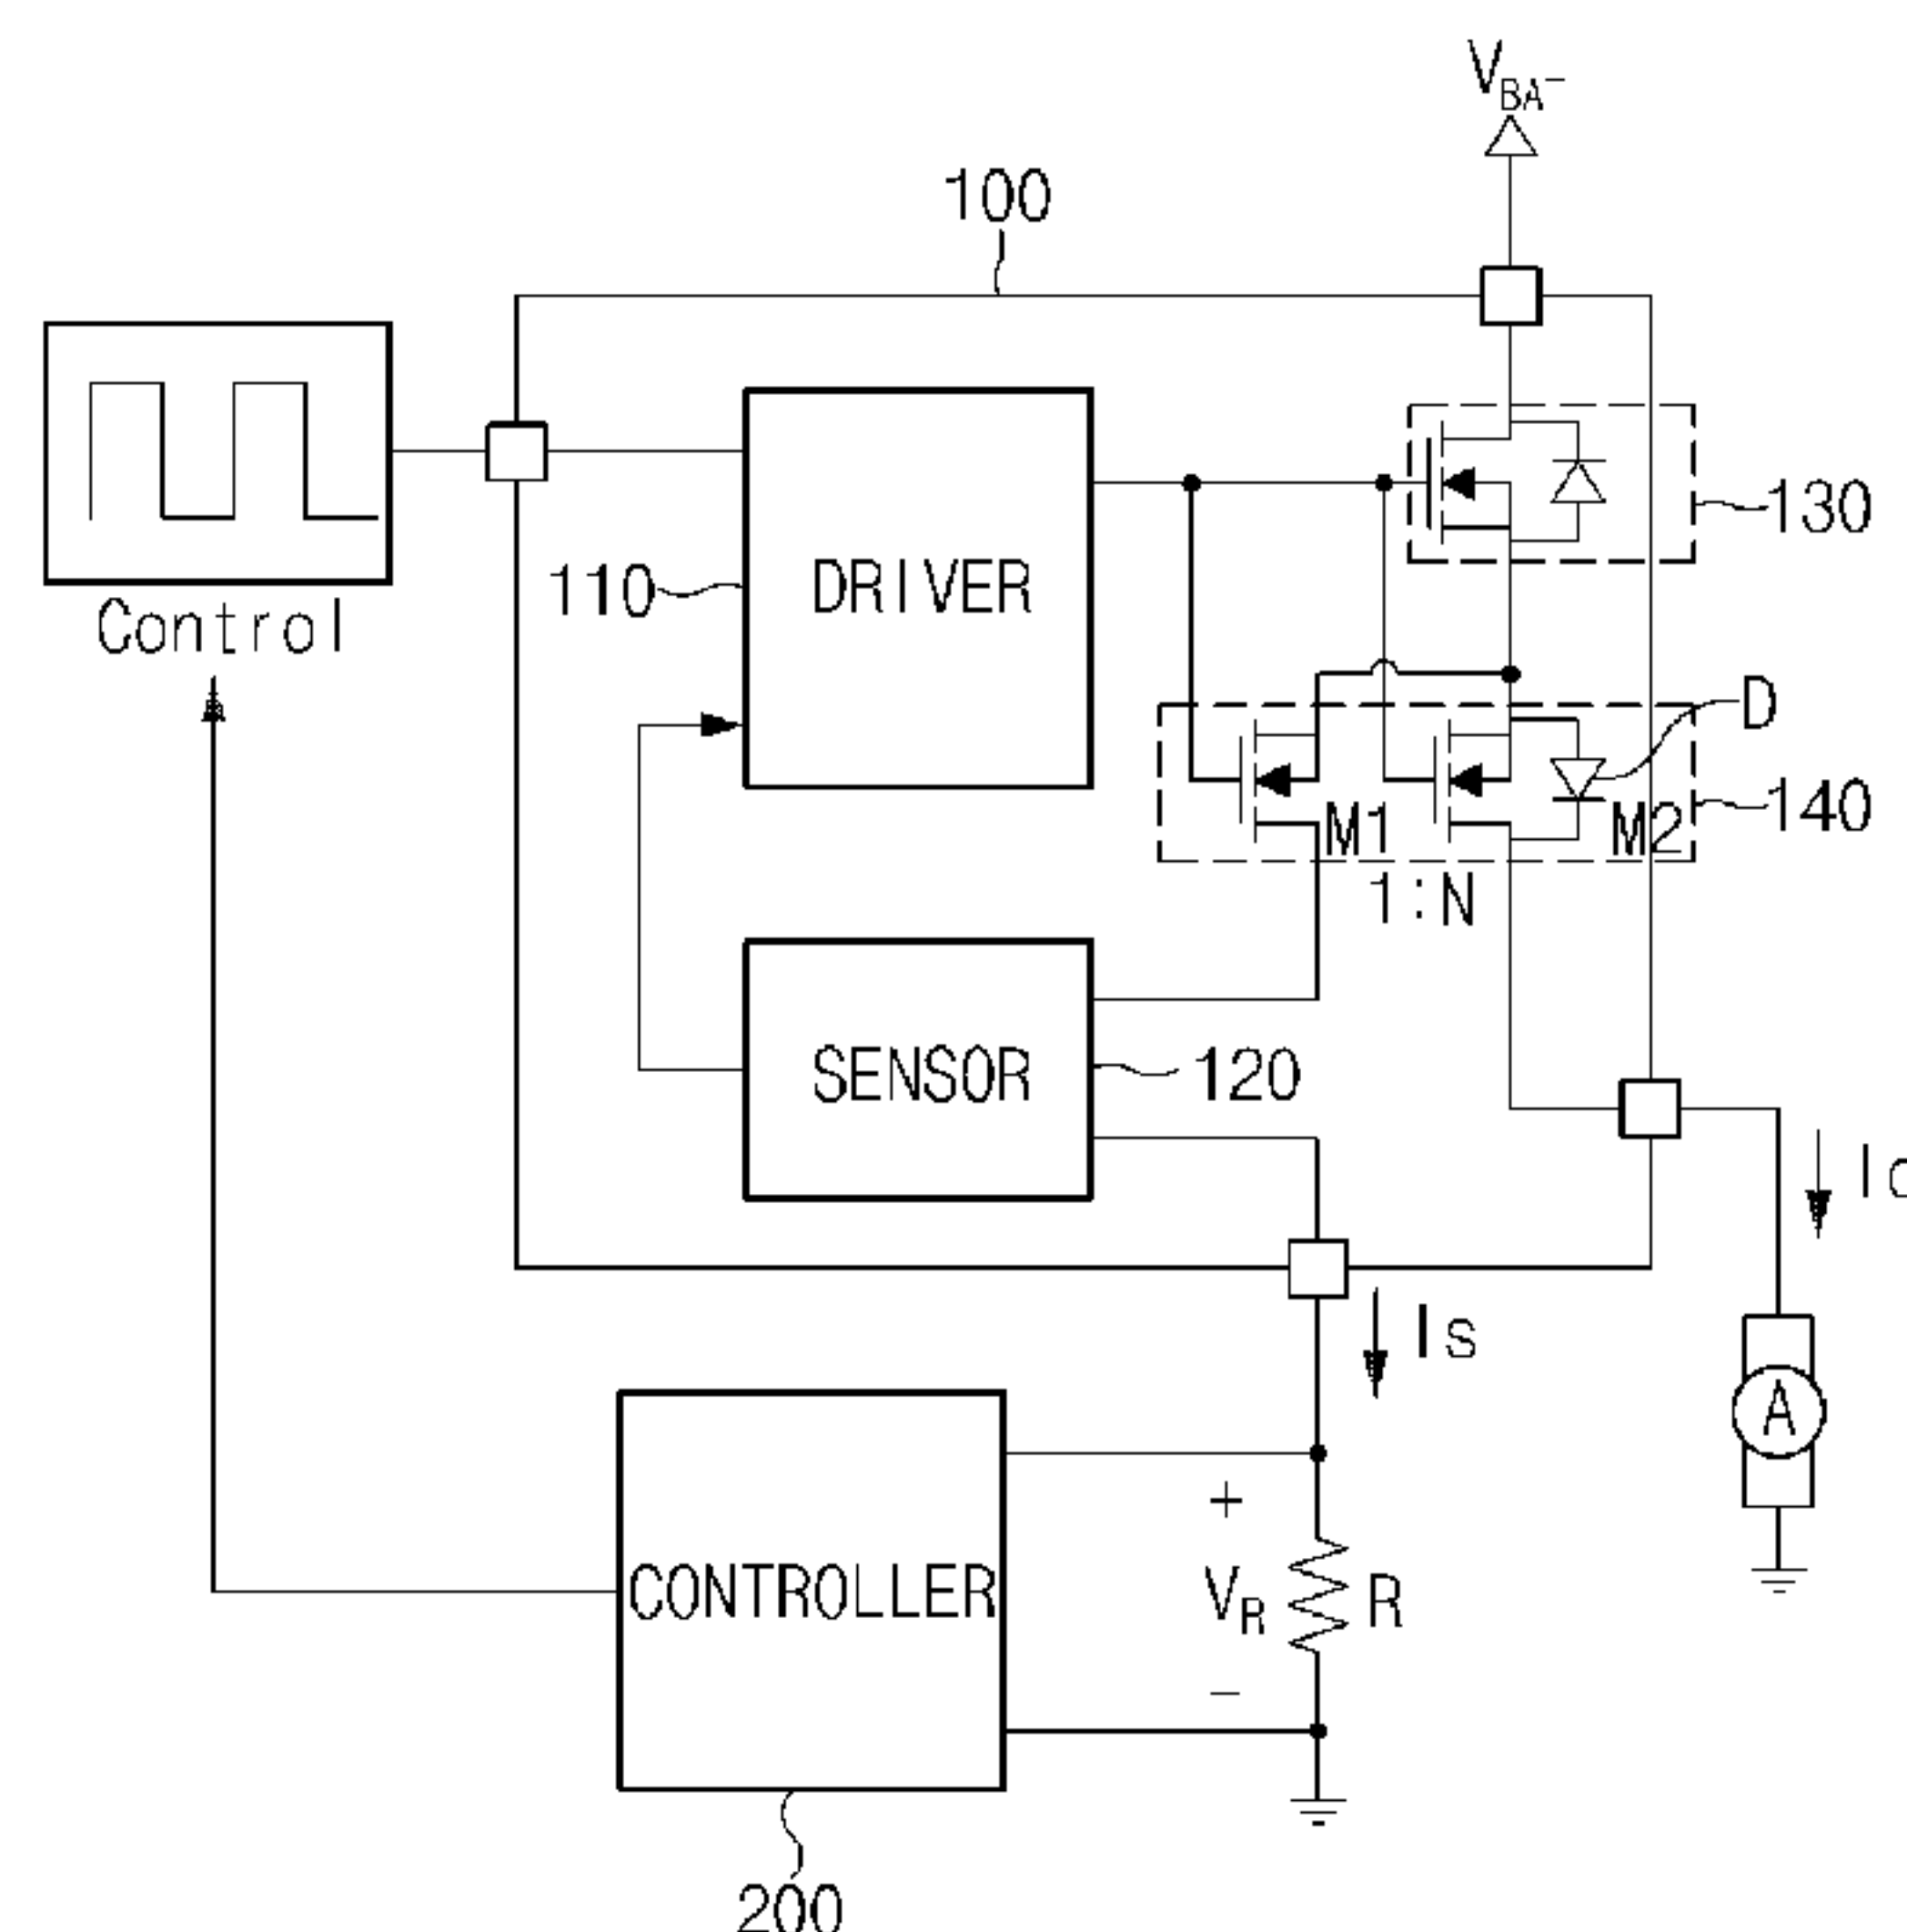 V_BA-
100
Control
110
DRIVER
130
D
M1
M2
140
1:N
SENSOR
120
Is
A
CONTROLLER
+
V_R
R
-
200